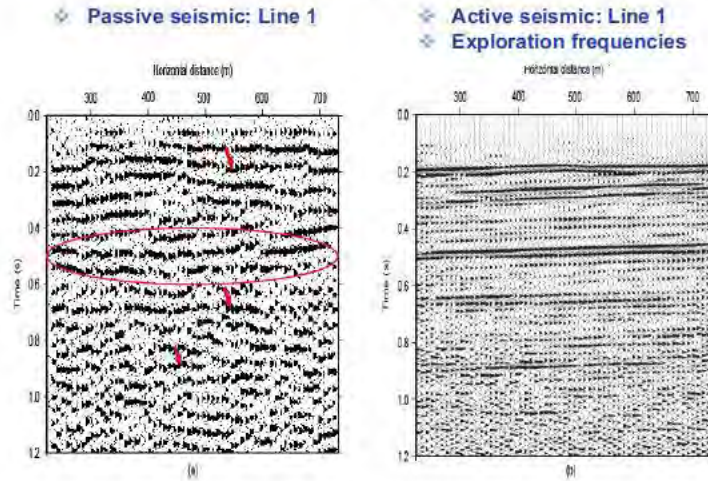 Passive seismic: Line 1
Active seismic: Line 1
Exploration frequencies
Horizontal distance (m)
300 400 500 600 700
0.0
0.2
0.4
0.6
0.8
1.0
1.2
Time (s)
(a)
Horizontal distance (m)
300 400 500 600 700
0.0
0.2
0.4
0.6
0.8
1.0
1.2
Time (s)
(b)